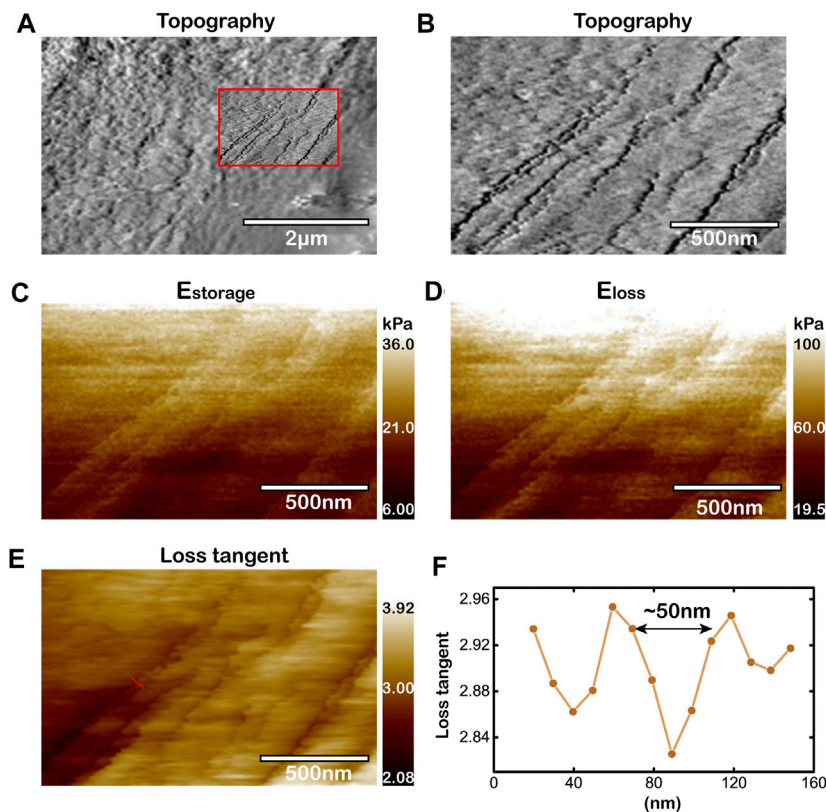 A
Topography
2μm
B
Topography
500nm
C
Estorage
kPa
36.0
21.0
6.00
500nm
D
Eloss
kPa
100
60.0
19.5
500nm
E
Loss tangent
3.92
3.00
2.08
500nm
F
2.96
2.92
2.88
2.84
Loss tangent
~50nm
0 40 80 120 160
(nm)